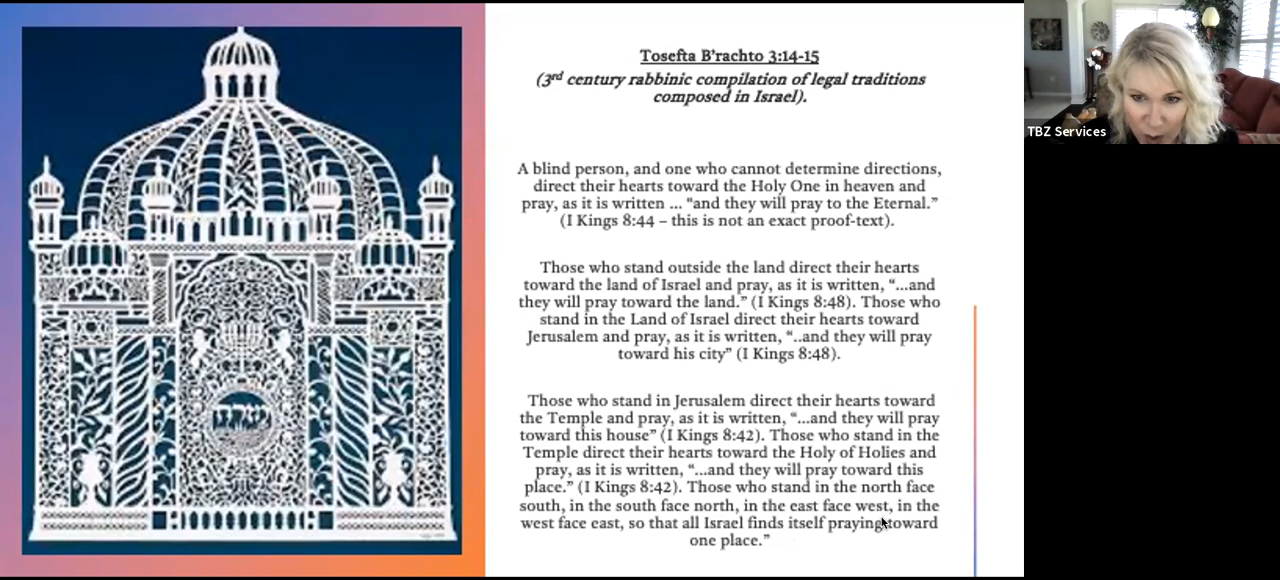 Tosefta B'rachto 3:14-15
(3rd century rabbinic compilation of legal traditions
composed in Israel).
A blind person, and one who cannot determine directions,
direct their hearts toward the Holy One in heaven and
pray, as it is written ... “and they will pray to the Eternal.”
(I Kings 8:44 – this is not an exact proof-text).
Those who stand outside the land direct their hearts
toward the land of Israel and pray, as it is written, “...and
they will pray toward the land.” (I Kings 8:48). Those who
stand in the Land of Israel direct their hearts toward
Jerusalem and pray, as it is written, “..and they will pray
toward his city” (I Kings 8:48).
Those who stand in Jerusalem direct their hearts toward
the Temple and pray, as it is written, “...and they will pray
toward this house” (I Kings 8:42). Those who stand in the
Temple direct their hearts toward the Holy of Holies and
pray, as it is written, “...and they will pray toward this
place.” (I Kings 8:42). Those who stand in the north face
south, in the south face north, in the east face west, in the
west face east, so that all Israel finds itself praying toward
one place.”
TBZ Services